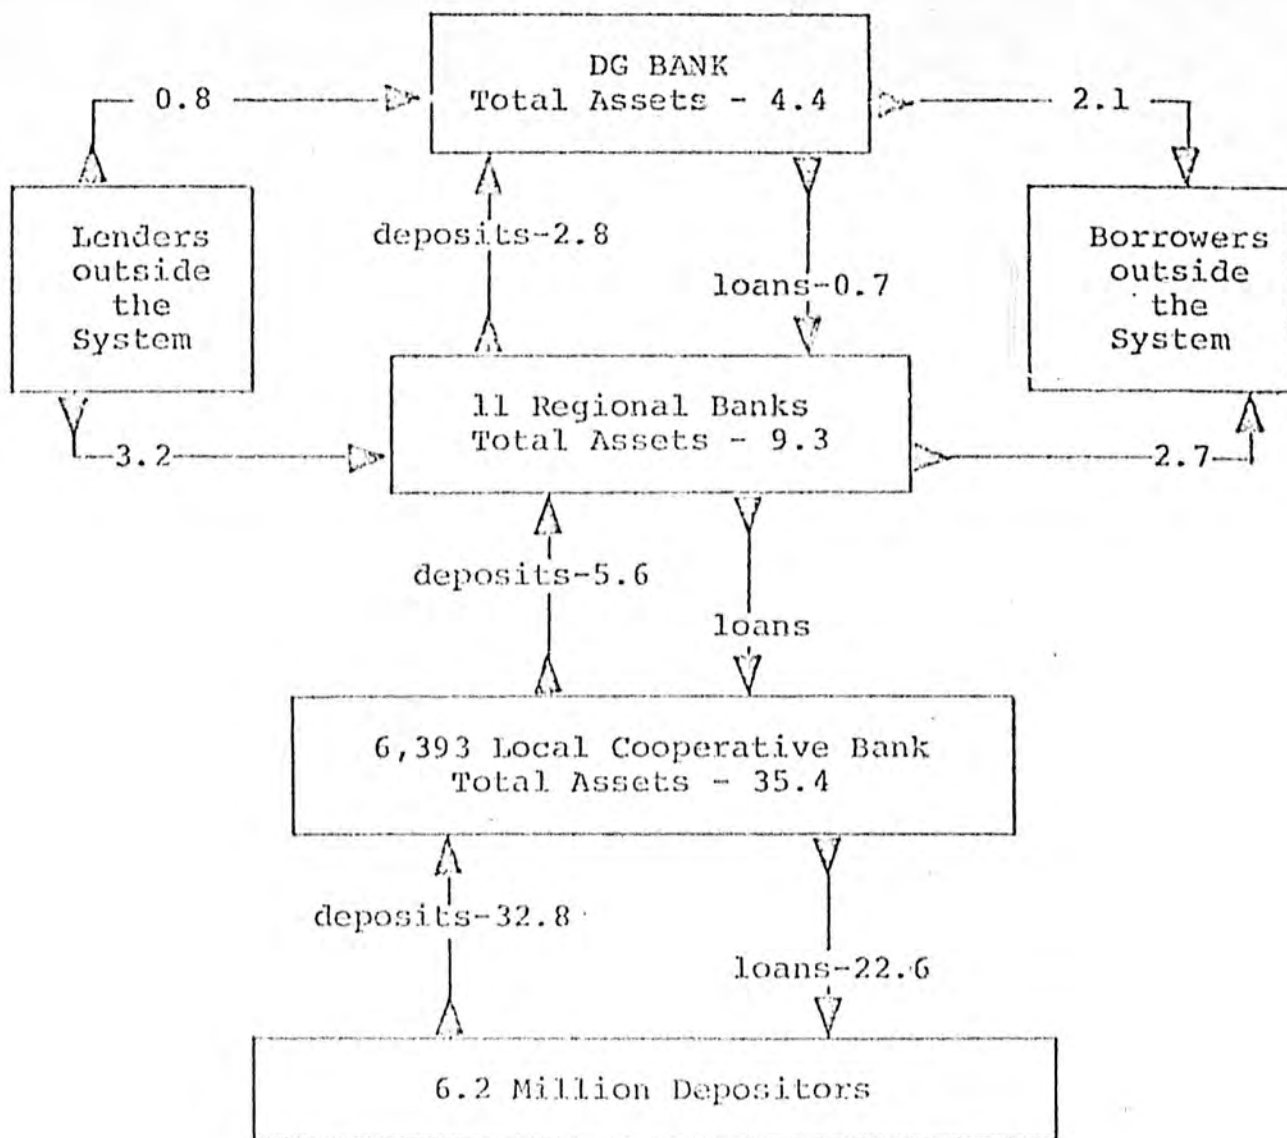 DG BANK
Total Assets - 4.4
0.8
2.1
Lenders
outside
the
System
deposits-2.8
loans-0.7
Borrowers
outside
the
System
11 Regional Banks
Total Assets - 9.3
3.2
2.7
deposits-5.6
loans
6,393 Local Cooperative Bank
Total Assets - 35.4
deposits-32.8
loans-22.6
6.2 Million Depositors